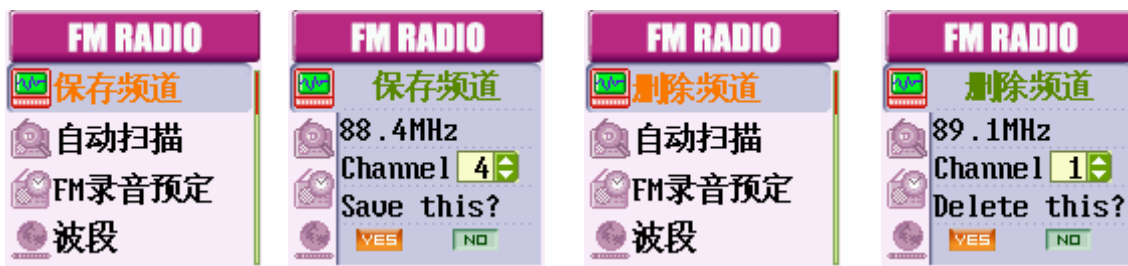 FM RADIO
保存频道
自动扫描
FM录音预定
波段
FM RADIO
保存频道
88.4MHz
Channel 4
Save this?
YES NO
FM RADIO
删除频道
自动扫描
FM录音预定
波段
FM RADIO
删除频道
89.1MHz
Channel 1
Delete this?
YES NO